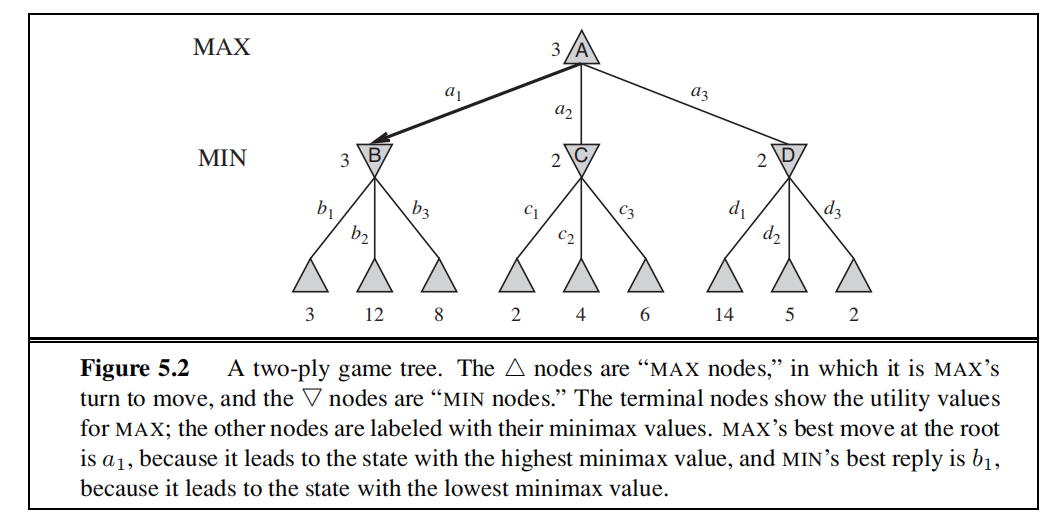 MAX 3 A
a1 a2 a3
MIN 3 B 2 C 2 D
b1 b2 b3 c1 c2 c3 d1 d2 d3
3 12 8 2 4 6 14 5 2
Figure 5.2 A two-ply game tree. The △ nodes are “MAX nodes,” in which it is MAX’s
turn to move, and the ▽ nodes are “MIN nodes.” The terminal nodes show the utility values
for MAX; the other nodes are labeled with their minimax values. MAX’s best move at the root
is a1, because it leads to the state with the highest minimax value, and MIN’s best reply is b1,
because it leads to the state with the lowest minimax value.